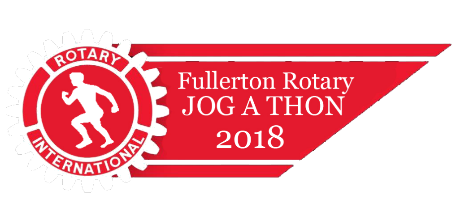 ROTARY
INTERNATIONAL
Fullerton Rotary
JOG A THON
2018